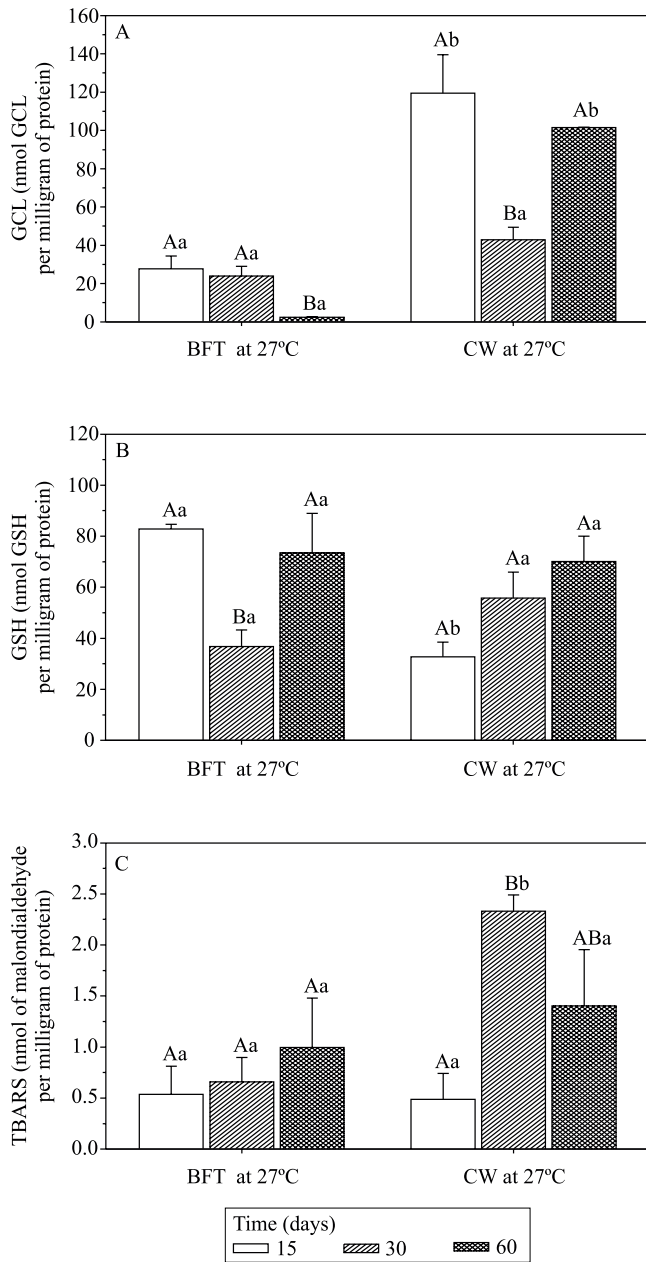 A
160
140
120
100
80
60
40
20
0
GCL (nmol GCL
per milligram of protein)
Aa
Aa
Ba
Ab
Ba
Ab
BFT at 27ºC
CW at 27ºC
B
120
100
80
60
40
20
0
GSH (nmol GSH
per milligram of protein)
Aa
Ba
Aa
Ab
Aa
Aa
BFT at 27ºC
CW at 27ºC
C
3.0
2.5
2.0
1.5
1.0
0.5
0.0
TBARS (nmol of malondialdehyde
per milligram of protein)
Aa
Aa
Aa
Aa
Bb
ABa
BFT at 27ºC
CW at 27ºC
Time (days)
15 30 60